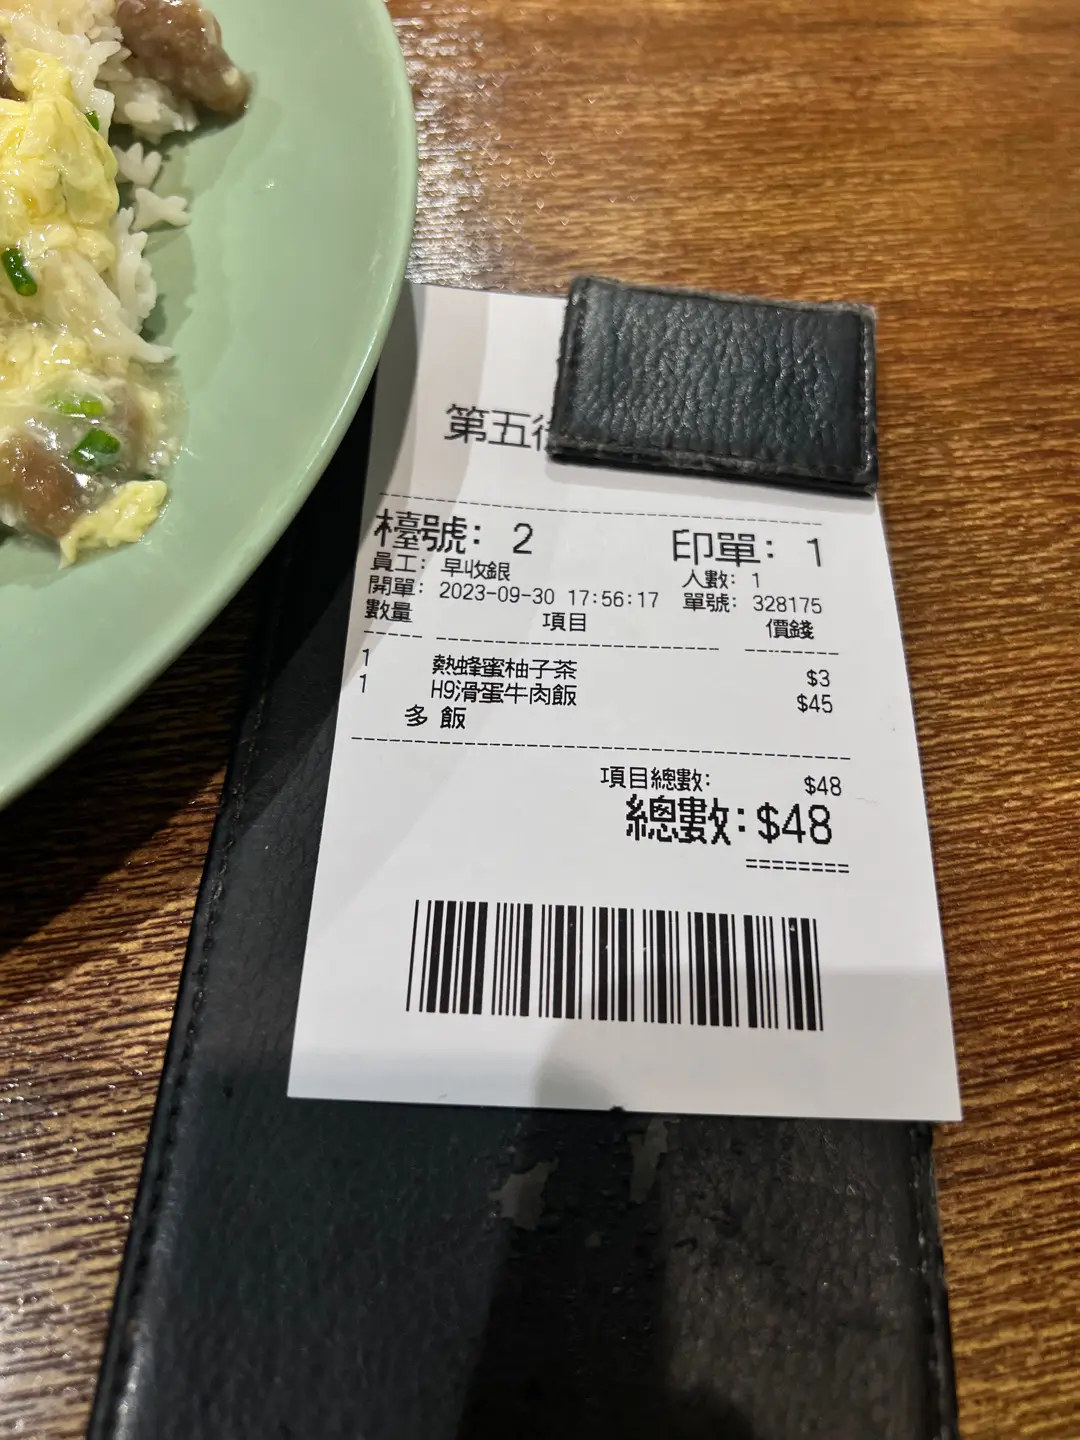 第五
檯號: 2 印單: 1
員工: 早收銀 人數: 1
開單: 2023-09-30 17:56:17 單號: 328175
數量 項目 價錢
1 熱蜂蜜柚子茶 $3
1 H9滑蛋牛肉飯 $45
多 飯
項目總數: $48
總數: $48